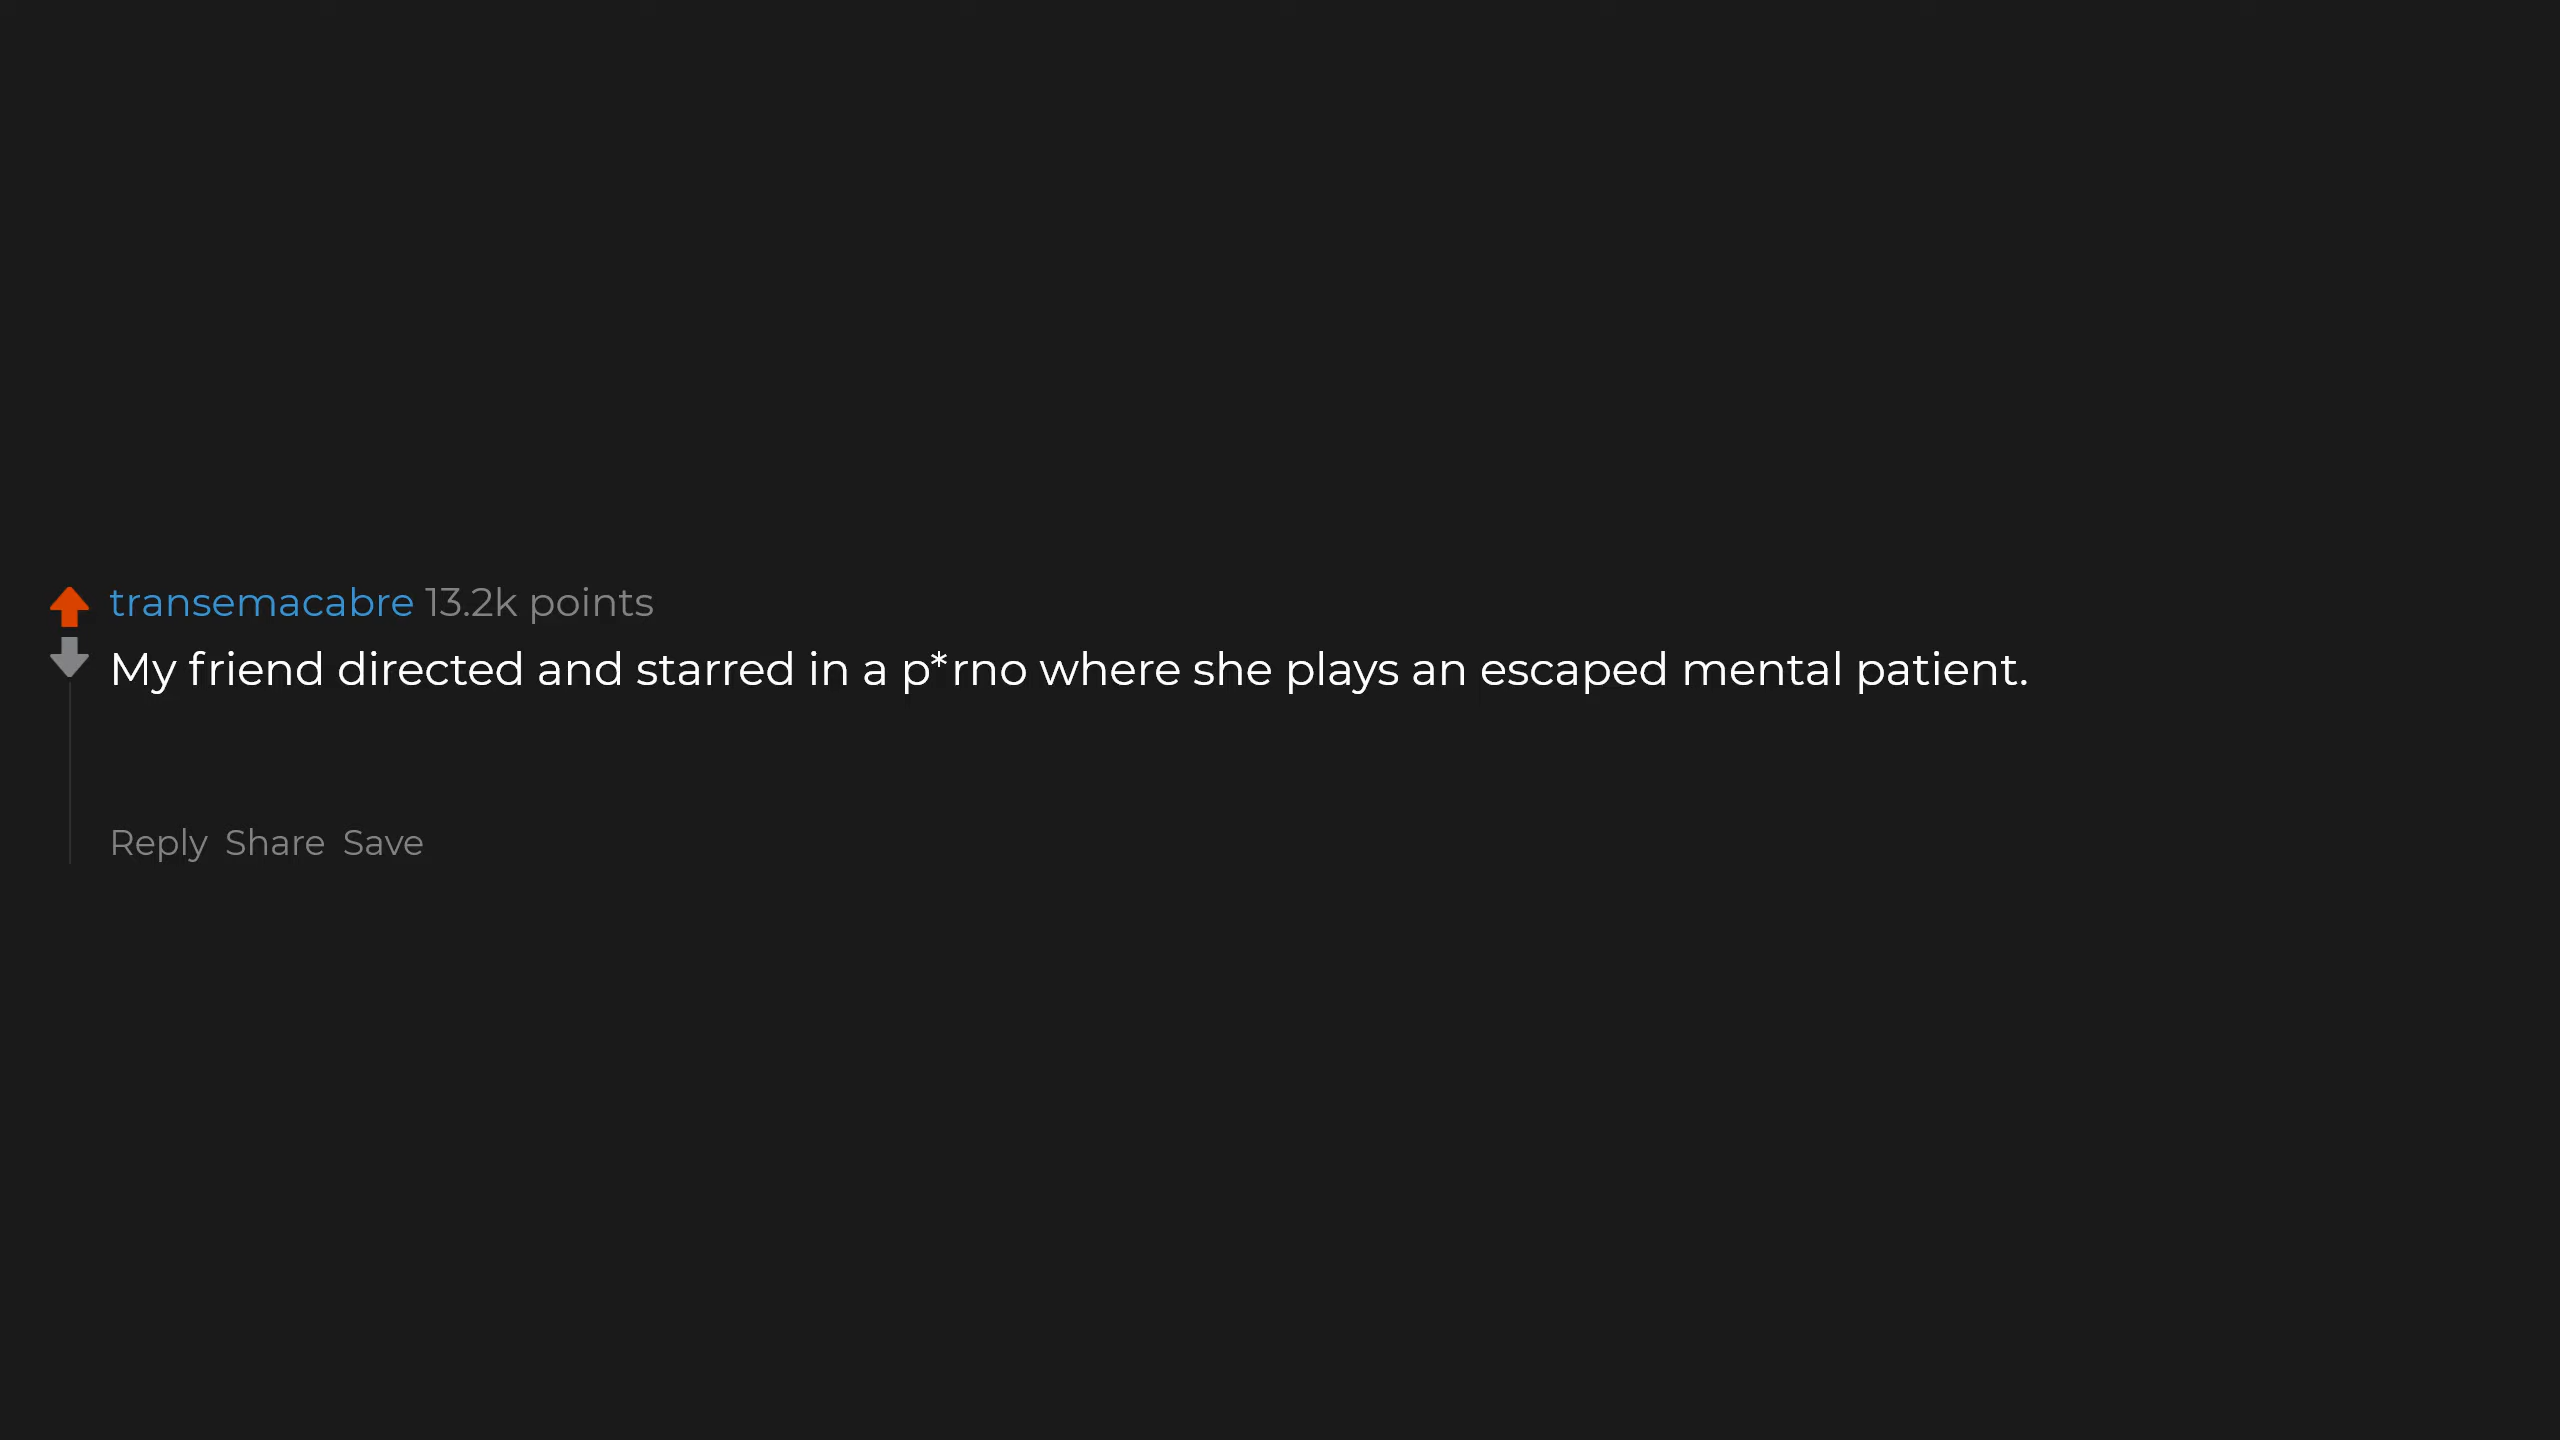 transemacabre 13.2k points
My friend directed and starred in a p*rno where she plays an escaped mental patient.
Reply Share Save